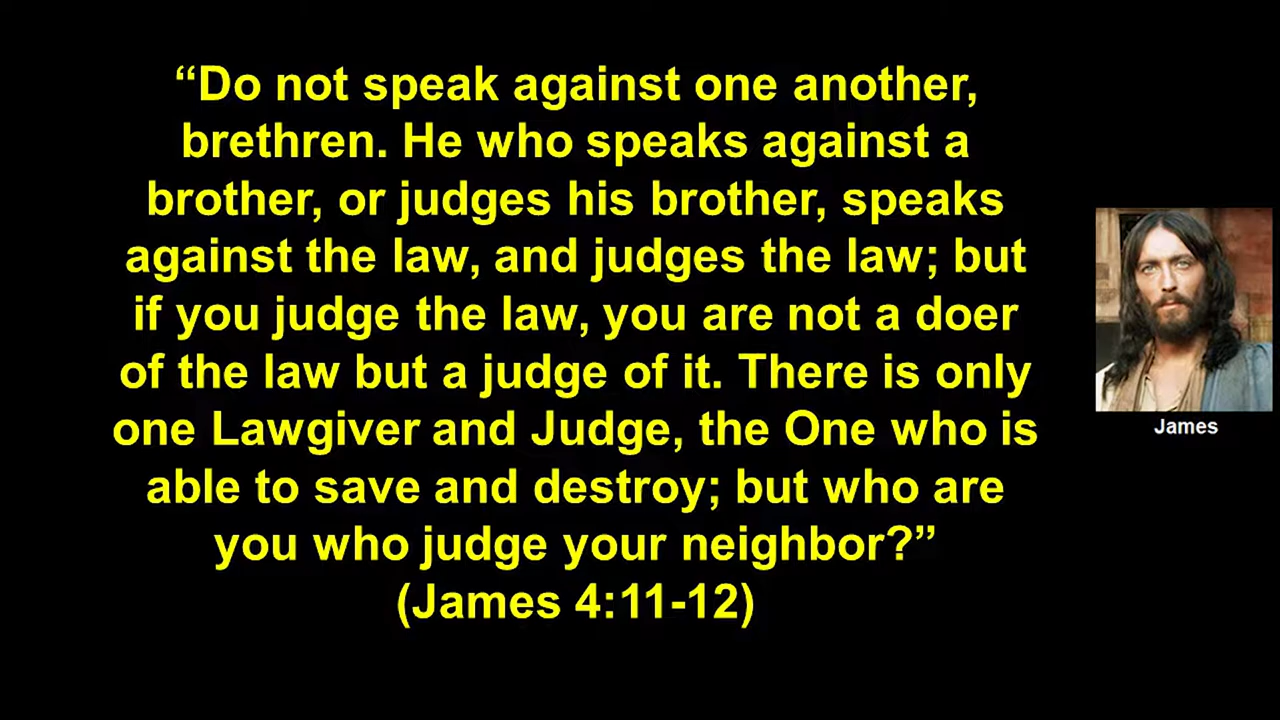 “Do not speak against one another,
brethren. He who speaks against a
brother, or judges his brother, speaks
against the law, and judges the law; but
if you judge the law, you are not a doer
of the law but a judge of it. There is only
one Lawgiver and Judge, the One who is
able to save and destroy; but who are
you who judge your neighbor?”
(James 4:11-12)
James